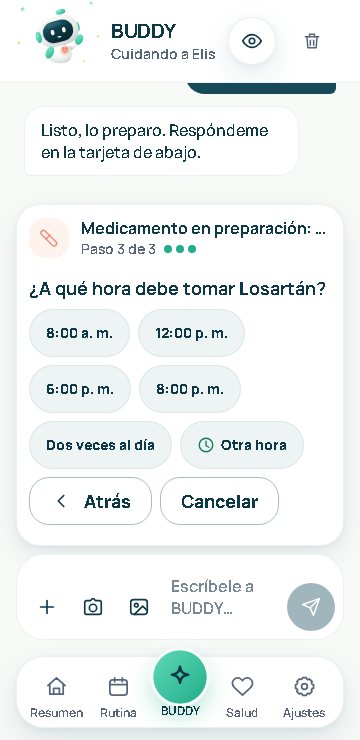 BUDDY
Cuidando a Elis
Listo, lo preparo. Respóndeme
en la tarjeta de abajo.
Medicamento en preparación: ...
Paso 3 de 3
¿A qué hora debe tomar Losartán?
8:00 a. m.
12:00 p. m.
6:00 p. m.
8:00 p. m.
Dos veces al día
Otra hora
Atrás
Cancelar
Escríbele a
BUDDY...
Resumen
Rutina
BUDDY
Salud
Ajustes